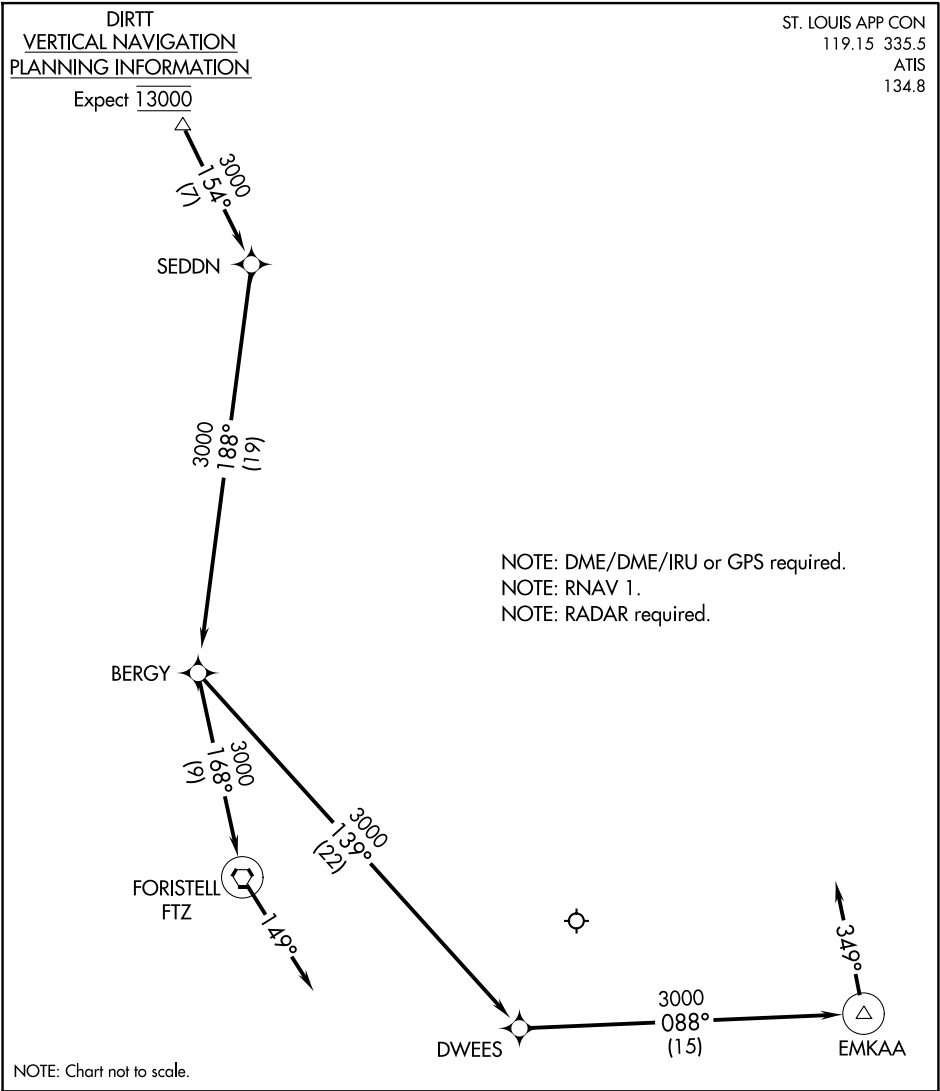 DIRTT
VERTICAL NAVIGATION
PLANNING INFORMATION
Expect 13000
ST. LOUIS APP CON
119.15 335.5
ATIS
134.8
3000
154°
(7)
SEDDN
3000
188°
(19)
NOTE: DME/DME/IRU or GPS required.
NOTE: RNAV 1.
NOTE: RADAR required.
BERGY
3000
168°
(9)
3000
139°
(22)
FORISTELL
FTZ
149°
349°
3000
088°
(15)
DWEES
EMKAA
NOTE: Chart not to scale.